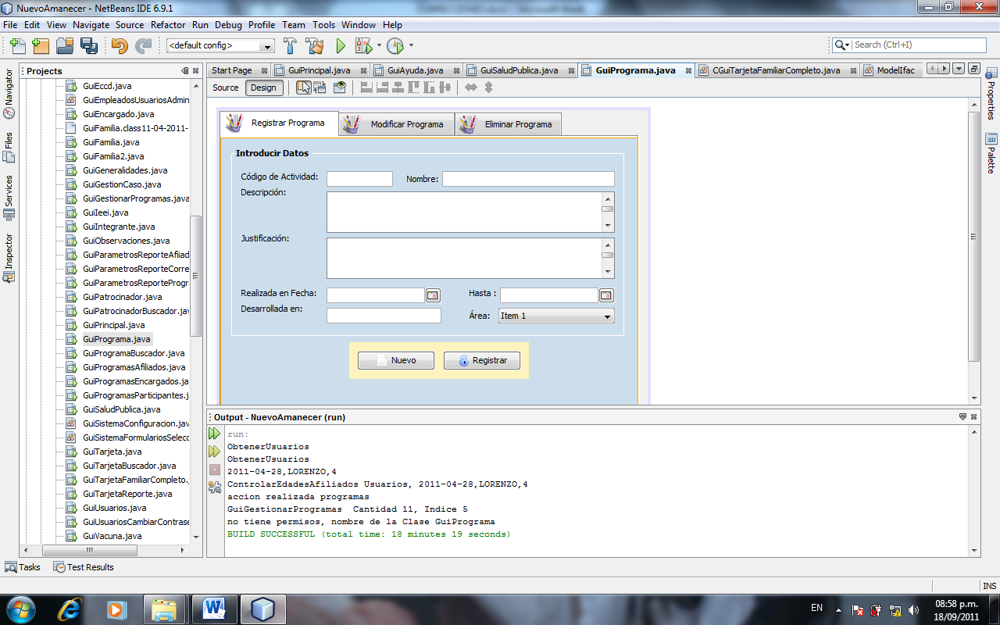 NuevoAmanecer - NetBeans IDE 6.9.1
File Edit View Navigate Source Refactor Run Debug Profile Team Tools Window Help
<default config>
Search (Ctrl+I)
Projects
Start Page GuiPrincipal.java GuiAyuda.java GuiSaludPublica.java GuiPrograma.java CGuiTarjetaFamiliarCompleto.java ModelIfac
Source Design
Navigator
Files
Services
Inspector
GuiEccd.java
GuiEmpleadosUsuariosAdmin
GuiEncargado.java
GuiFamilia.class11-04-2011-
GuiFamilia.java
GuiFamilia2.java
GuiGeneralidades.java
GuiGestionCaso.java
GuiGestionarProgramas.java
GuiIeei.java
GuiIntegrante.java
GuiObservaciones.java
GuiParametrosReporteAfiiad
GuiParametrosReporteCorre
GuiParametrosReporteProgr
GuiPatrocinador.java
GuiPatrocinadorBuscador.jav
GuiPrincipal.java
GuiPrograma.java
GuiProgramaBuscador.java
GuiProgramasAfiliados.java
GuiProgramasEncargados.ja
GuiProgramasParticipantes.j
GuiSaludPublica.java
GuiSistemaConfiguracion.jav
GuiSistemaFormulariosSelecc
GuiTarjeta.java
GuiTarjetaBuscador.java
GuiTarjetaFamiliarCompleto.
GuiTarjetaReporte.java
GuiUsuarios.java
GuiUsuariosCambiarContrase
GuiVacuna.java
Registrar Programa Modificar Programa Eliminar Programa
Introducir Datos
Código de Actividad: Nombre:
Descripción:
Justificación:
Realizada en Fecha: Hasta :
Desarrollada en: Área: Item 1
Nuevo Registrar
Properties
Palette
Output - NuevoAmanecer (run)
run:
ObtenerUsuarios
ObtenerUsuarios
2011-04-28,LORENZO,4
ControlarEdadesAfiliados Usuarios, 2011-04-28,LORENZO,4
accion realizada programas
GuiGestionarProgramas Cantidad 11, Indice 5
no tiene permisos, nombre de la Clase GuiPrograma
BUILD SUCCESSFUL (total time: 18 minutes 19 seconds)
Tasks Test Results
INS
EN
08:58 p.m.
18/09/2011